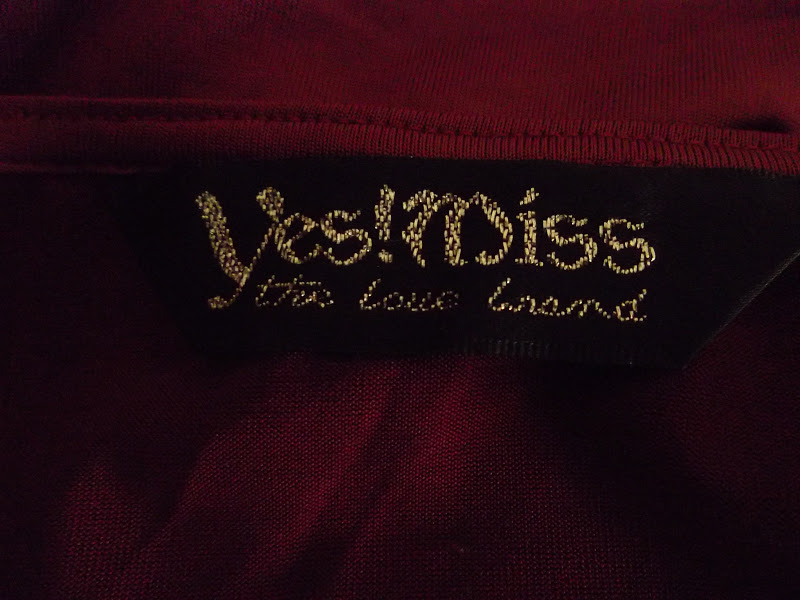 Yes! Miss
the love brand